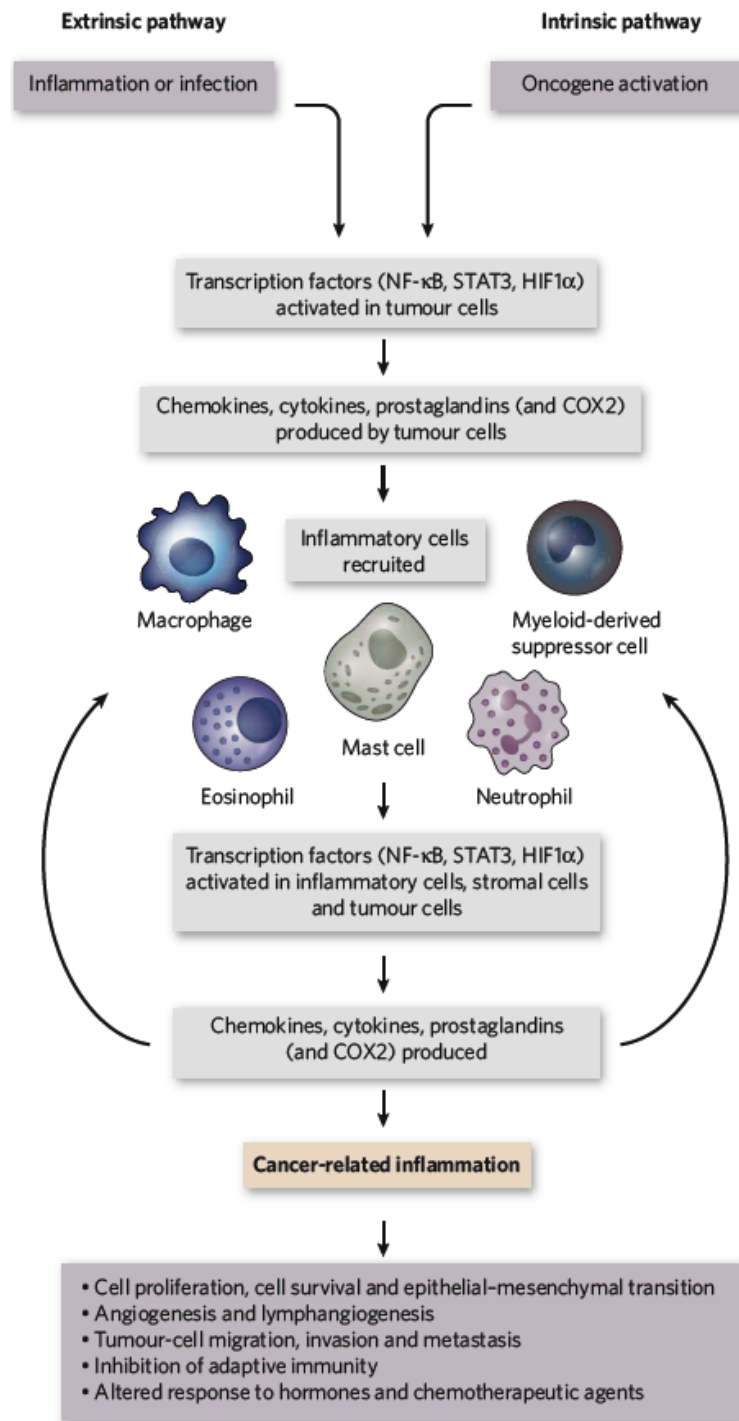 Extrinsic pathway
Intrinsic pathway
Inflammation or infection
Oncogene activation
Transcription factors (NF-κB, STAT3, HIF1α)
activated in tumour cells
Chemokines, cytokines, prostaglandins (and COX2)
produced by tumour cells
Inflammatory cells
recruited
Macrophage
Myeloid-derived
suppressor cell
Mast cell
Eosinophil
Neutrophil
Transcription factors (NF-κB, STAT3, HIF1α)
activated in inflammatory cells, stromal cells
and tumour cells
Chemokines, cytokines, prostaglandins
(and COX2) produced
Cancer-related inflammation
• Cell proliferation, cell survival and epithelial–mesenchymal transition
• Angiogenesis and lymphangiogenesis
• Tumour-cell migration, invasion and metastasis
• Inhibition of adaptive immunity
• Altered response to hormones and chemotherapeutic agents